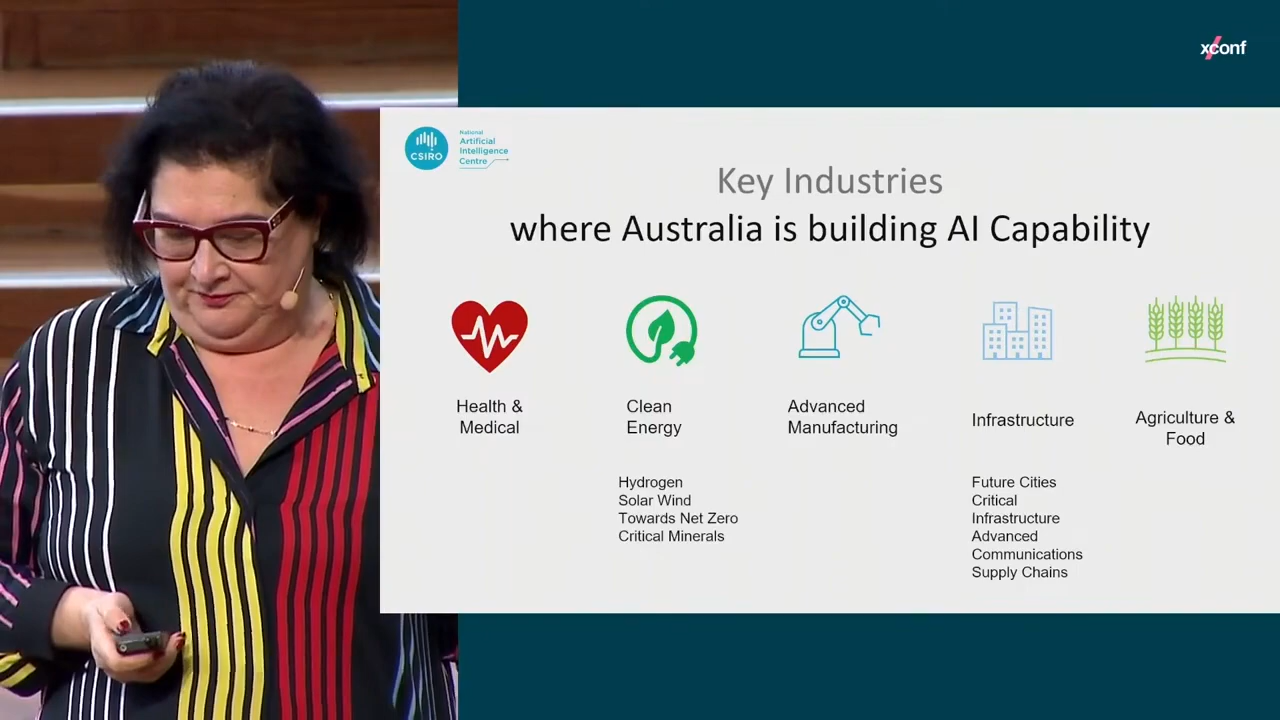 xconf
CSIRO
National
Artificial
Intelligence
Centre
Key Industries
where Australia is building AI Capability
Health &
Medical
Clean
Energy
Advanced
Manufacturing
Infrastructure
Agriculture &
Food
Hydrogen
Solar Wind
Towards Net Zero
Critical Minerals
Future Cities
Critical
Infrastructure
Advanced
Communications
Supply Chains